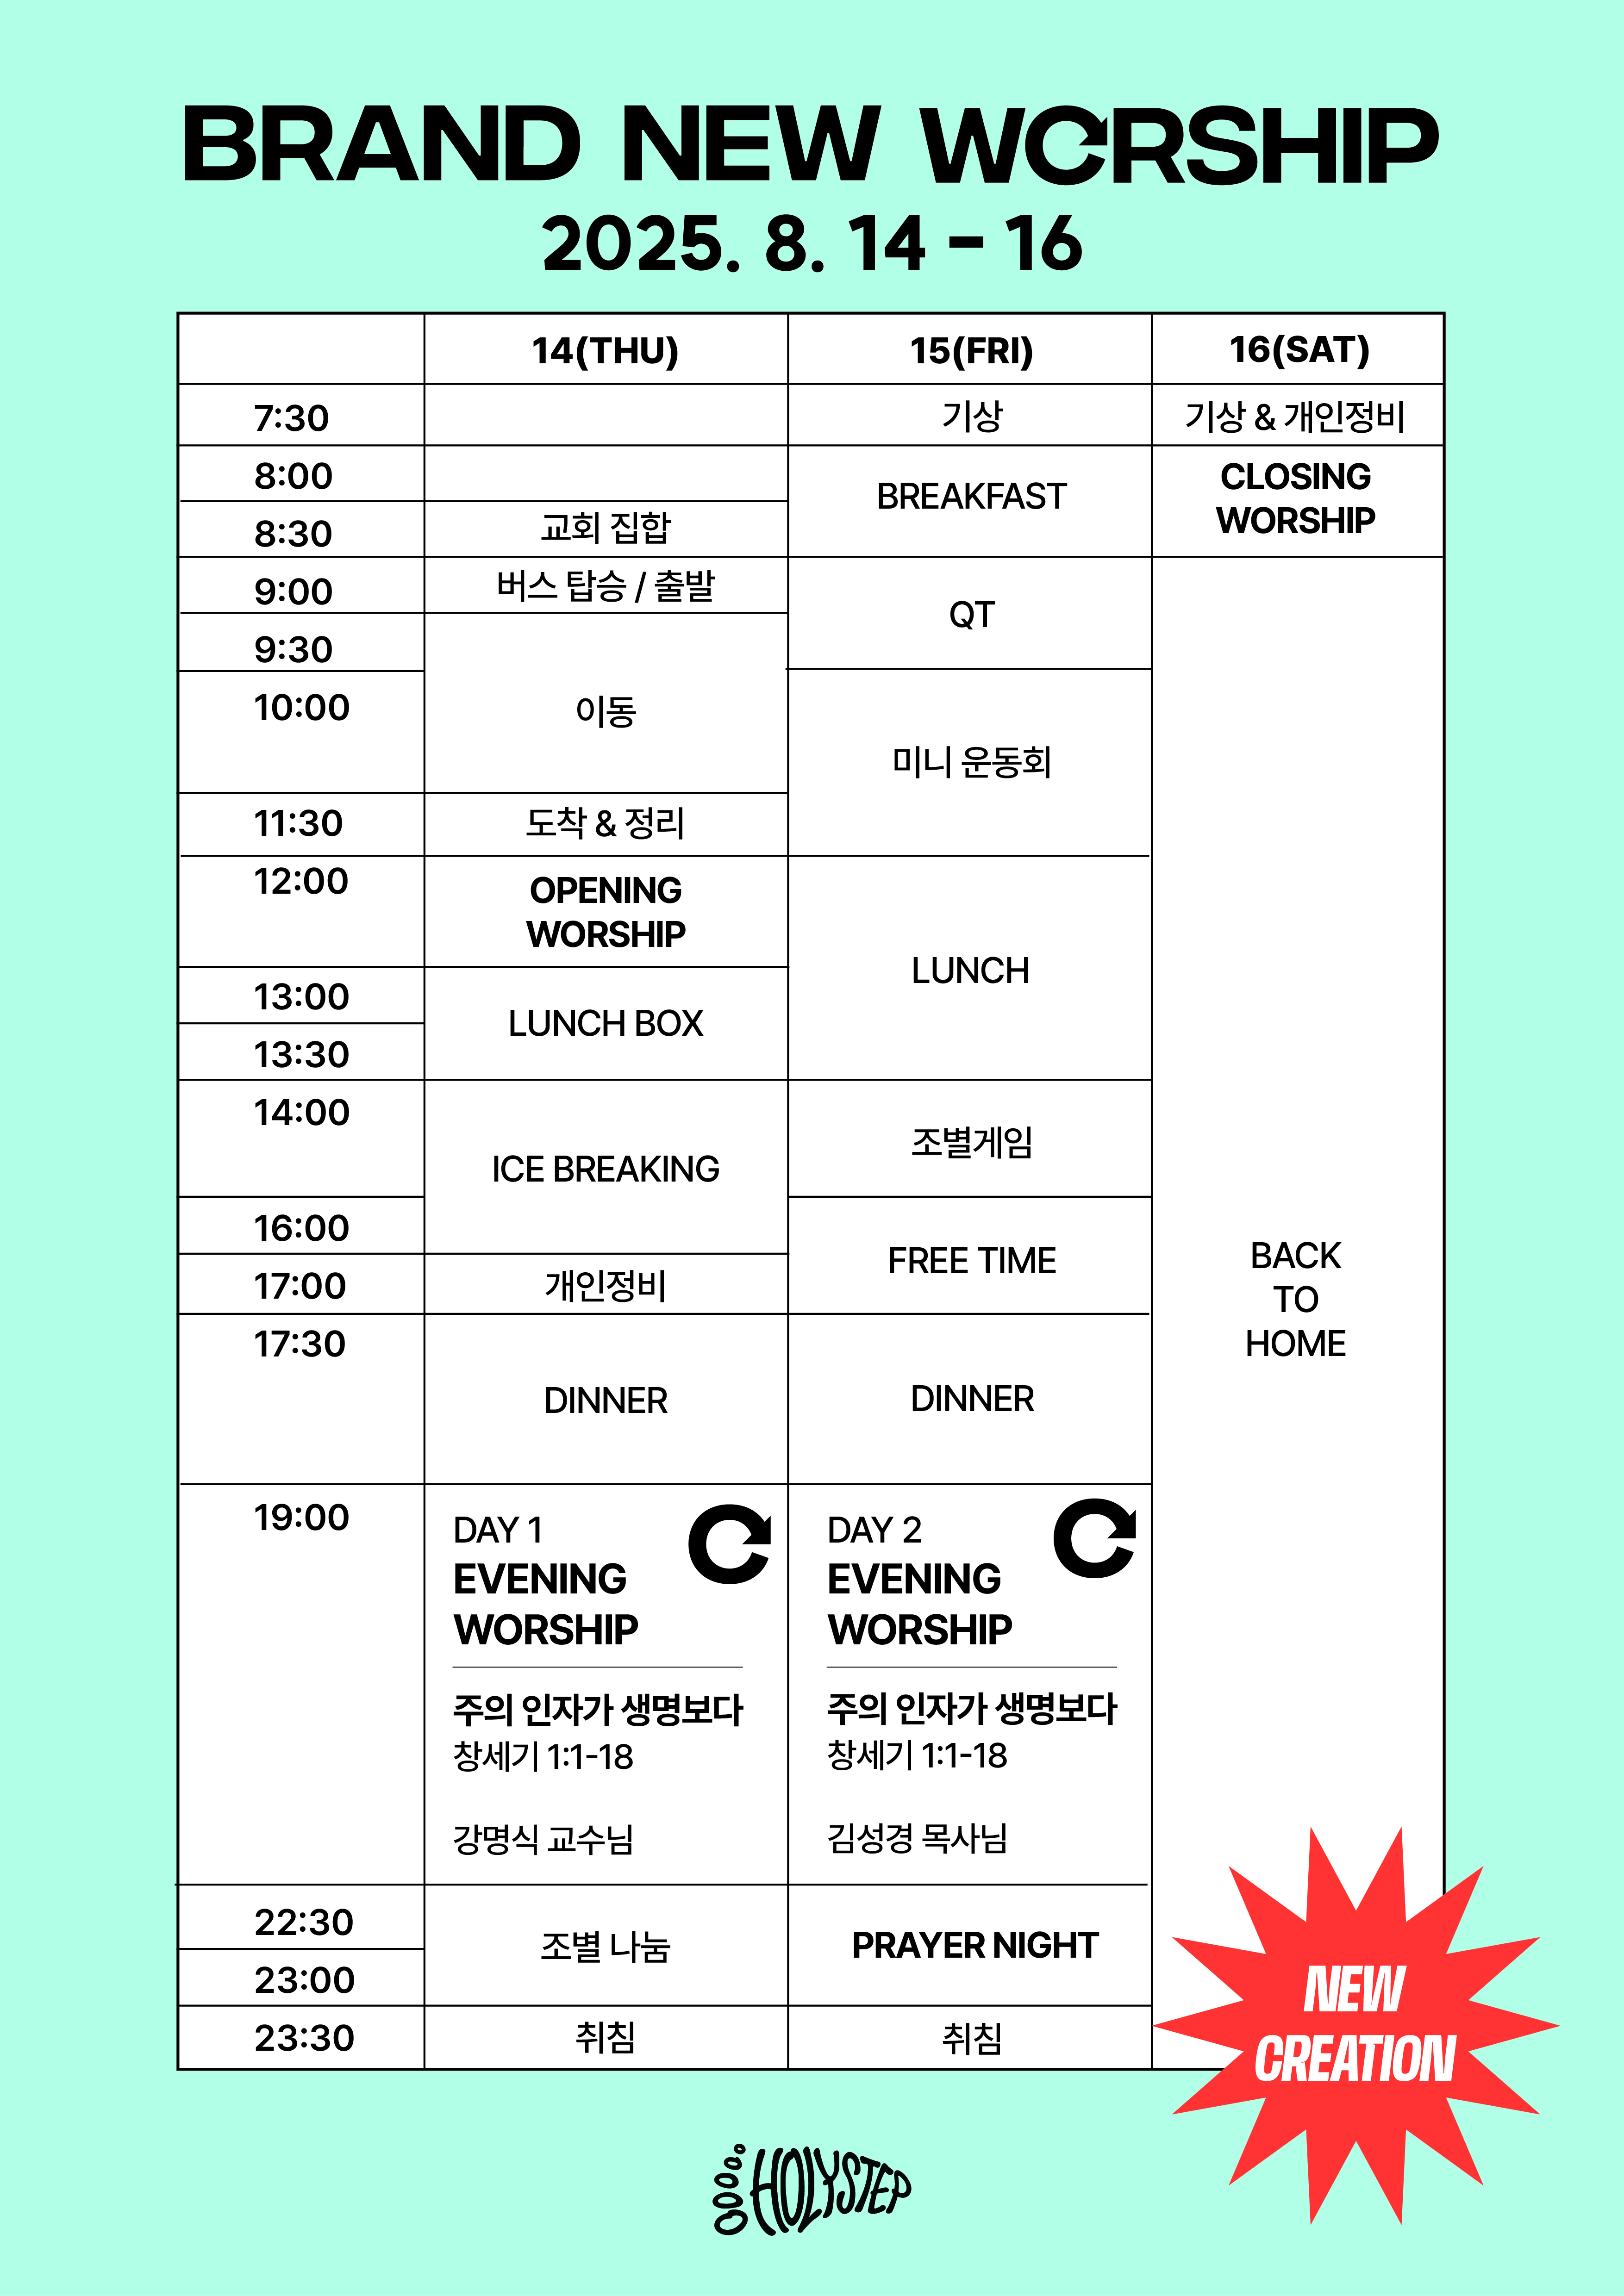 BRAND NEW WORSHIP
2025. 8. 14 - 16
14(THU) 15(FRI) 16(SAT)
7:30 기상 기상 & 개인정비
8:00 BREAKFAST CLOSING
WORSHIP
8:30 교회 집합
9:00 버스 탑승 / 출발 QT
9:30
10:00 이동 미니 운동회
11:30 도착 & 정리
12:00 OPENING
WORSHIP
LUNCH
13:00 LUNCH BOX
13:30
14:00 ICE BREAKING 조별게임
16:00 FREE TIME
17:00 개인정비
BACK
TO
HOME
17:30 DINNER DINNER
19:00
DAY 1
EVENING
WORSHIP
주의 인자가 생명보다
창세기 1:1-18
강명식 교수님
DAY 2
EVENING
WORSHIP
주의 인자가 생명보다
창세기 1:1-18
김성경 목사님
22:30 조별 나눔 PRAYER NIGHT
23:00
23:30 취침 취침
NEW
CREATION
HOLYSTEP